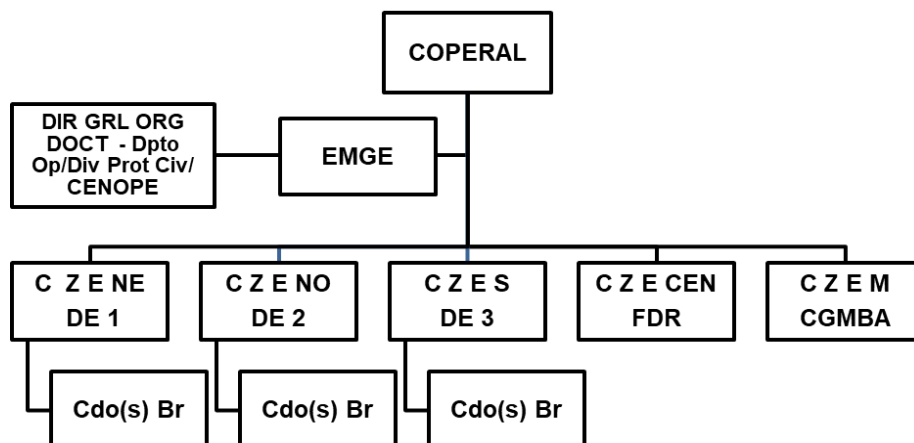 COPERAL
DIR GRL ORG
DOCT - Dpto
Op/Div Prot Civ/
CENOPE
EMGE
C Z E NE
DE 1
C Z E NO
DE 2
C Z E S
DE 3
C Z E CEN
FDR
C Z E M
CGMBA
Cdo(s) Br
Cdo(s) Br
Cdo(s) Br